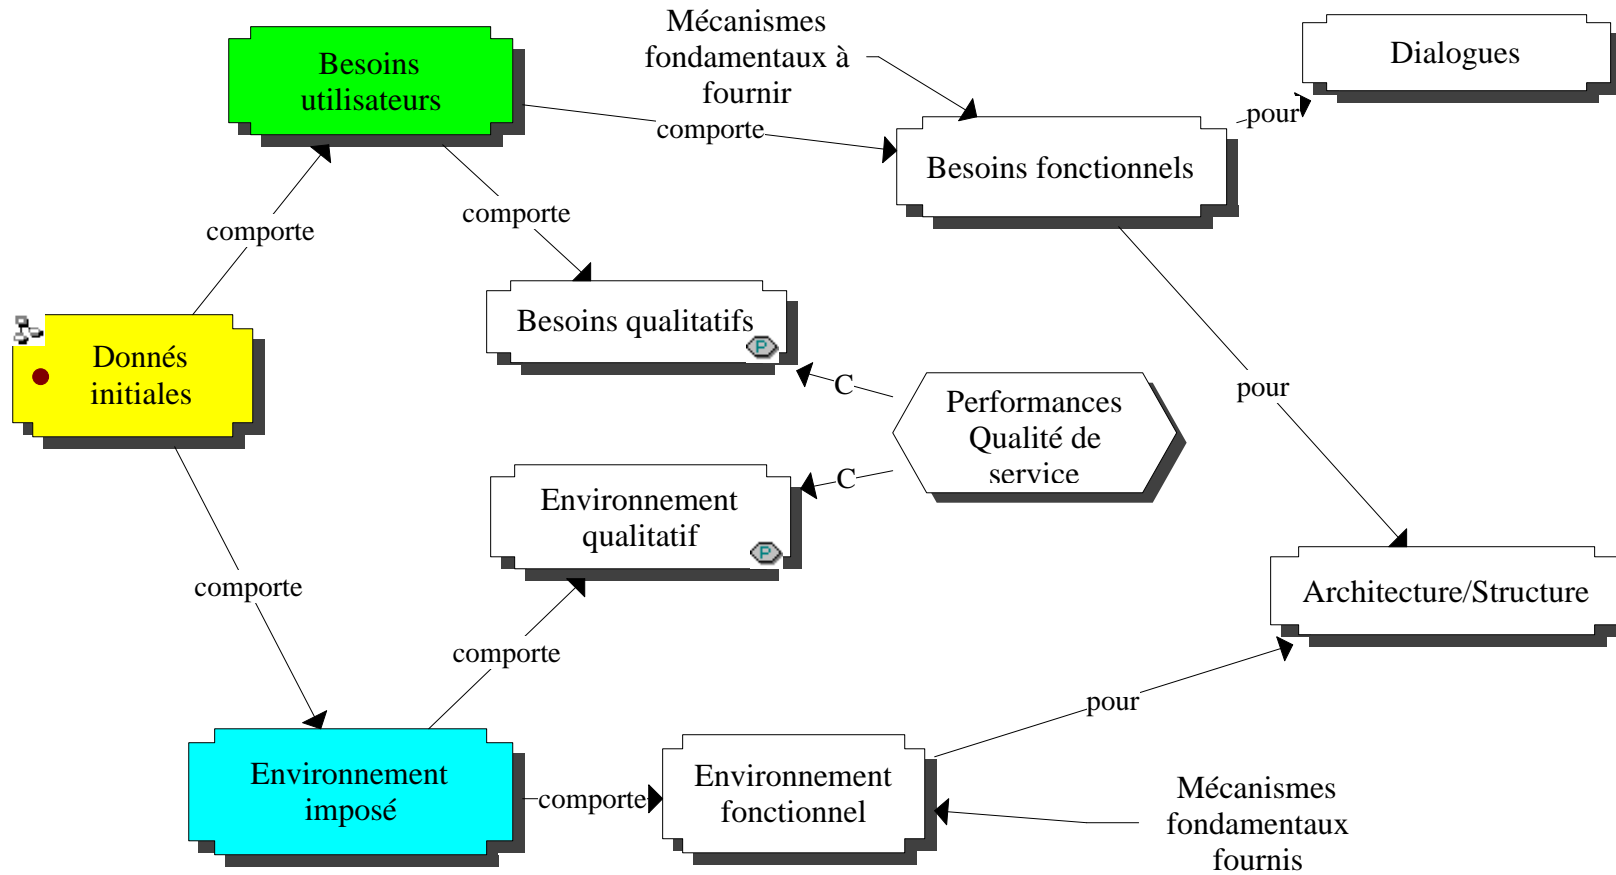 Mécanismes
fondamentaux à
fournir
Besoins
utilisateurs
Dialogues
comporte
pour
Besoins fonctionnels
comporte
comporte
Besoins qualitatifs
P
Donnés
initiales
C
Performances
Qualité de
service
pour
C
Environnement
qualitatif
P
comporte
Architecture/Structure
comporte
pour
Environnement
imposé
comporte
Environnement
fonctionnel
Mécanismes
fondamentaux
fournis